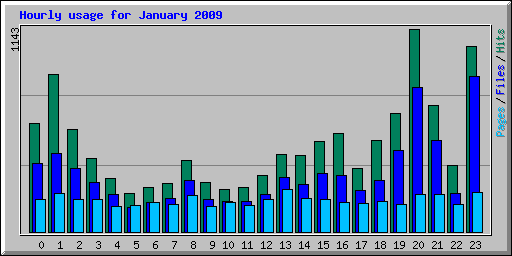 Hourly usage for January 2009
1143
Pages/Files/Hits
0 1 2 3 4 5 6 7 8 9 10 11 12 13 14 15 16 17 18 19 20 21 22 23